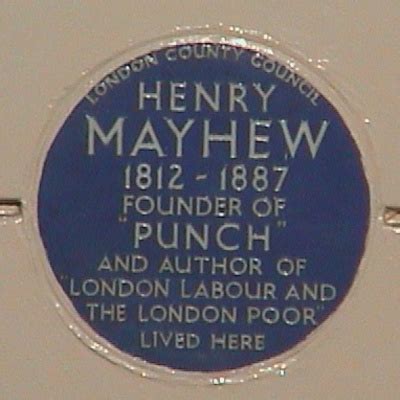 LONDON COUNTY COUNCIL
HENRY
MAYHEW
1812 - 1887
FOUNDER OF
"PUNCH"
AND AUTHOR OF
"LONDON LABOUR AND
THE LONDON POOR"
LIVED HERE